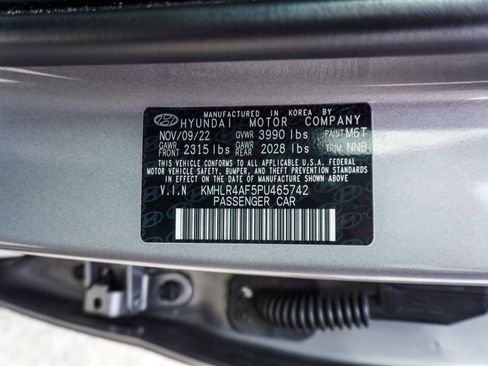 MANUFACTURED IN KOREA BY
HYUNDAI MOTOR COMPANY
NOV/09/22 GVWR 3990 lbs PAINT M6T
GAWR FRONT 2315 lbs GAWR REAR 2028 lbs TRIM NNB
THIS VEHICLE CONFORMS TO ALL APPLICABLE U.S.A. FEDERAL
MOTOR VEHICLE SAFETY, BUMPER, AND THEFT PREVENTION STANDARDS
IN EFFECT ON THE DATE OF MANUFACTURE SHOWN ABOVE.
V.I.N KMHLR4AF5PU465742
PASSENGER CAR